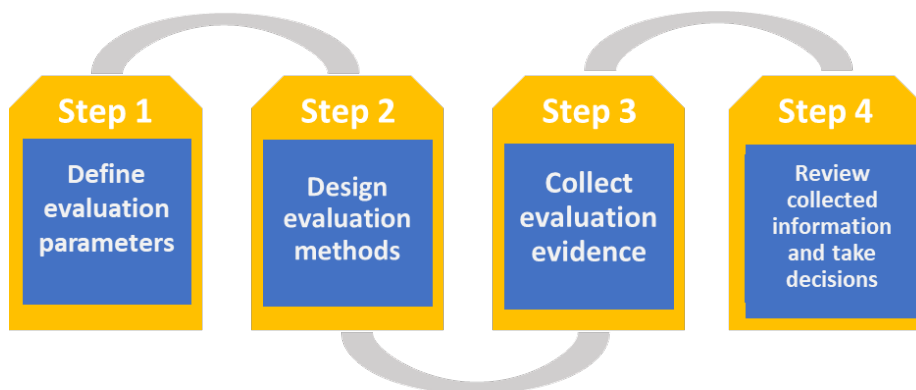 Step 1
Define
evaluation
parameters
Step 2
Design
evaluation
methods
Step 3
Collect
evaluation
evidence
Step 4
Review
collected
information
and take
decisions